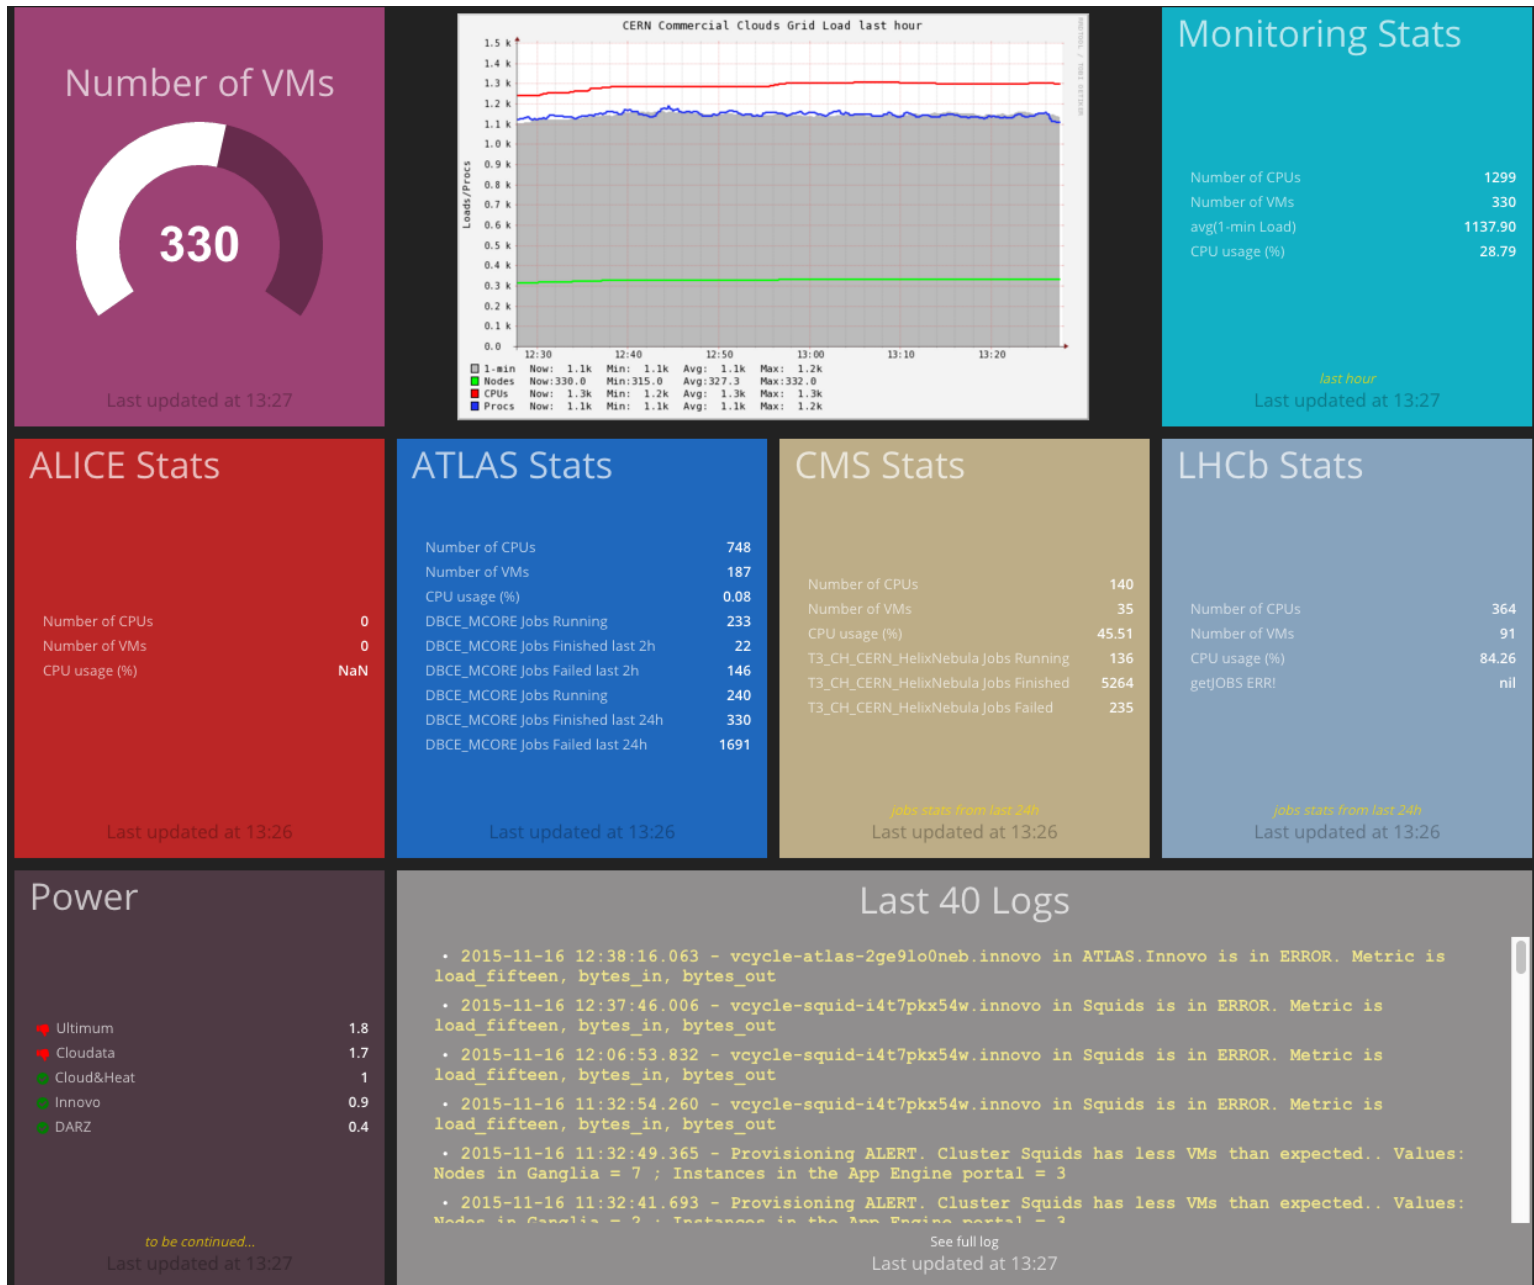 Number of VMs
330
Last updated at 13:27
CERN Commercial Clouds Grid Load last hour
Loads/Procs
1.5 k
1.4 k
1.3 k
1.2 k
1.1 k
1.0 k
0.9 k
0.8 k
0.7 k
0.6 k
0.5 k
0.4 k
0.3 k
0.2 k
0.1 k
0.0
12:30 12:40 12:50 13:00 13:10 13:20
1-min Now: 1.1k Min: 1.1k Avg: 1.1k Max: 1.2k
Nodes Now:330.0 Min:315.0 Avg:327.3 Max:332.0
CPUs Now: 1.3k Min: 1.2k Avg: 1.3k Max: 1.3k
Procs Now: 1.1k Min: 1.1k Avg: 1.1k Max: 1.2k
Monitoring Stats
Number of CPUs 1299
Number of VMs 330
avg(1-min Load) 1137.90
CPU usage (%) 28.79
last hour
Last updated at 13:27
ALICE Stats
Number of CPUs 0
Number of VMs 0
CPU usage (%) NaN
Last updated at 13:26
ATLAS Stats
Number of CPUs 748
Number of VMs 187
CPU usage (%) 0.08
DBCE_MCORE Jobs Running 233
DBCE_MCORE Jobs Finished last 2h 22
DBCE_MCORE Jobs Failed last 2h 146
DBCE_MCORE Jobs Running 240
DBCE_MCORE Jobs Finished last 24h 330
DBCE_MCORE Jobs Failed last 24h 1691
Last updated at 13:26
CMS Stats
Number of CPUs 140
Number of VMs 35
CPU usage (%) 45.51
T3_CH_CERN_HelixNebula Jobs Running 136
T3_CH_CERN_HelixNebula Jobs Finished 5264
T3_CH_CERN_HelixNebula Jobs Failed 235
jobs stats from last 24h
Last updated at 13:26
LHCb Stats
Number of CPUs 364
Number of VMs 91
CPU usage (%) 84.26
getJOBS ERR! nil
jobs stats from last 24h
Last updated at 13:26
Power
Ultimum 1.8
Cloudata 1.7
Cloud&Heat 1
Innovo 0.9
DARZ 0.4
to be continued...
Last updated at 13:27
Last 40 Logs
• 2015-11-16 12:38:16.063 - vcycle-atlas-2ge9lo0neb.innovo in ATLAS.Innovo is in ERROR. Metric is
load_fifteen, bytes_in, bytes_out
• 2015-11-16 12:37:46.006 - vcycle-squid-i4t7pkx54w.innovo in Squids is in ERROR. Metric is
load_fifteen, bytes_in, bytes_out
• 2015-11-16 12:06:53.832 - vcycle-squid-i4t7pkx54w.innovo in Squids is in ERROR. Metric is
load_fifteen, bytes_in, bytes_out
• 2015-11-16 11:32:54.260 - vcycle-squid-i4t7pkx54w.innovo in Squids is in ERROR. Metric is
load_fifteen, bytes_in, bytes_out
• 2015-11-16 11:32:49.365 - Provisioning ALERT. Cluster Squids has less VMs than expected.. Values:
Nodes in Ganglia = 7 ; Instances in the App Engine portal = 3
• 2015-11-16 11:32:41.693 - Provisioning ALERT. Cluster Squids has less VMs than expected.. Values:
Nodes in Ganglia = 2 ; Instances in the App Engine portal = 3
See full log
Last updated at 13:27